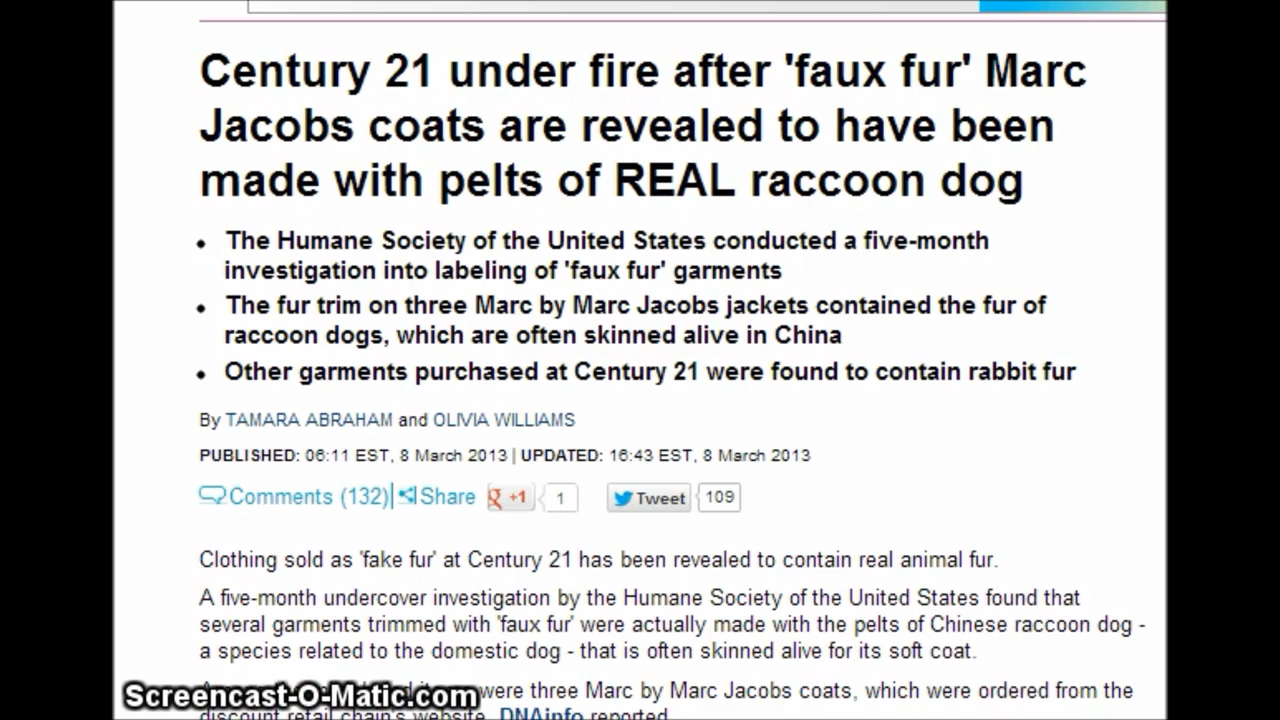 Century 21 under fire after 'faux fur' Marc
Jacobs coats are revealed to have been
made with pelts of REAL raccoon dog
• The Humane Society of the United States conducted a five-month
investigation into labeling of 'faux fur' garments
• The fur trim on three Marc by Marc Jacobs jackets contained the fur of
raccoon dogs, which are often skinned alive in China
• Other garments purchased at Century 21 were found to contain rabbit fur
By TAMARA ABRAHAM and OLIVIA WILLIAMS
PUBLISHED: 06:11 EST, 8 March 2013 | UPDATED: 16:43 EST, 8 March 2013
Comments (132) Share g +1 1 Tweet 109
Clothing sold as 'fake fur' at Century 21 has been revealed to contain real animal fur.
A five-month undercover investigation by the Humane Society of the United States found that
several garments trimmed with 'faux fur' were actually made with the pelts of Chinese raccoon dog -
a species related to the domestic dog - that is often skinned alive for its soft coat.
were three Marc by Marc Jacobs coats, which were ordered from the
discount retail chain's website, DNAinfo reported
Screencast-O-Matic.com